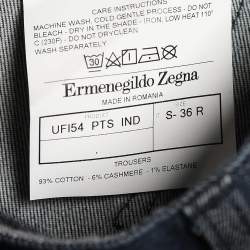 CARE INSTRUCTIONS
MACHINE WASH, COLD GENTLE PROCESS - DO NOT
BLEACH - DRY IN THE SHADE - IRON, LOW HEAT 110°
C (230F) - DO NOT DRYCLEAN
WASH SEPARATELY
30
Ermenegildo Zegna
MADE IN ROMANIA
PRODUCT SIZE
UFI54 PTS IND S- 36 R
TROUSERS
93% COTTON - 6% CASHMERE - 1% ELASTANE